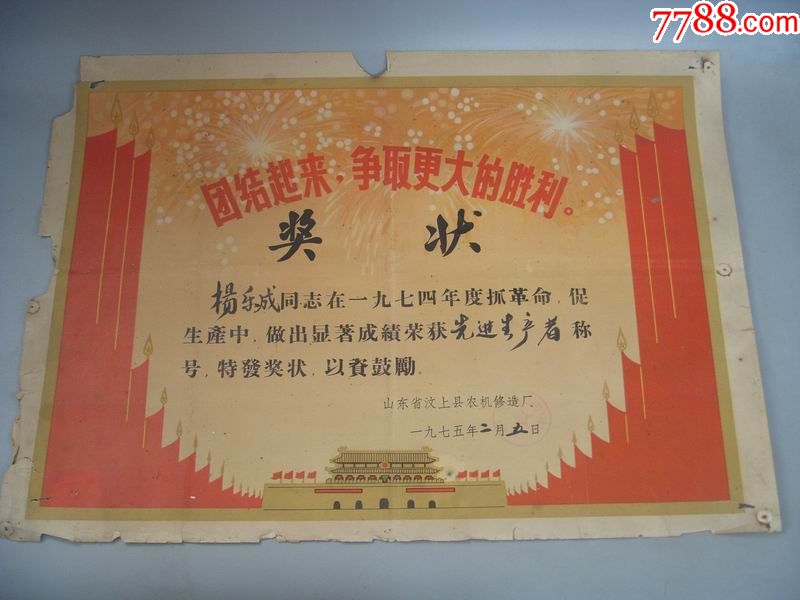 7788.com
团结起来，争取更大的胜利。
奖状
楊乐成同志在一九七四年度抓革命，促
生產中，做出显著成績荣获先进生产者称
号，特發奖状，以資鼓勵。
山东省汶上县农机修造厂
一九七五年二月五日